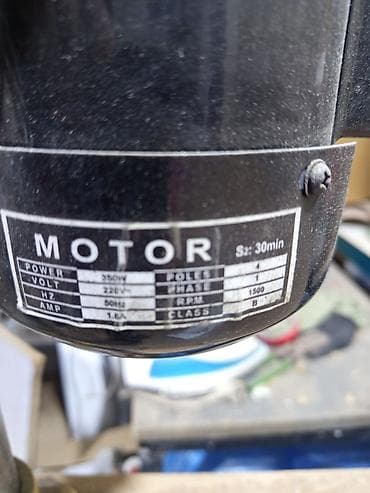 MOTOR S2: 30min
POWER 350W POLES 4
VOLT 220V~ PHASE 1
HZ 50HZ R.P.M. 1500
AMP 1.6A CLASS B